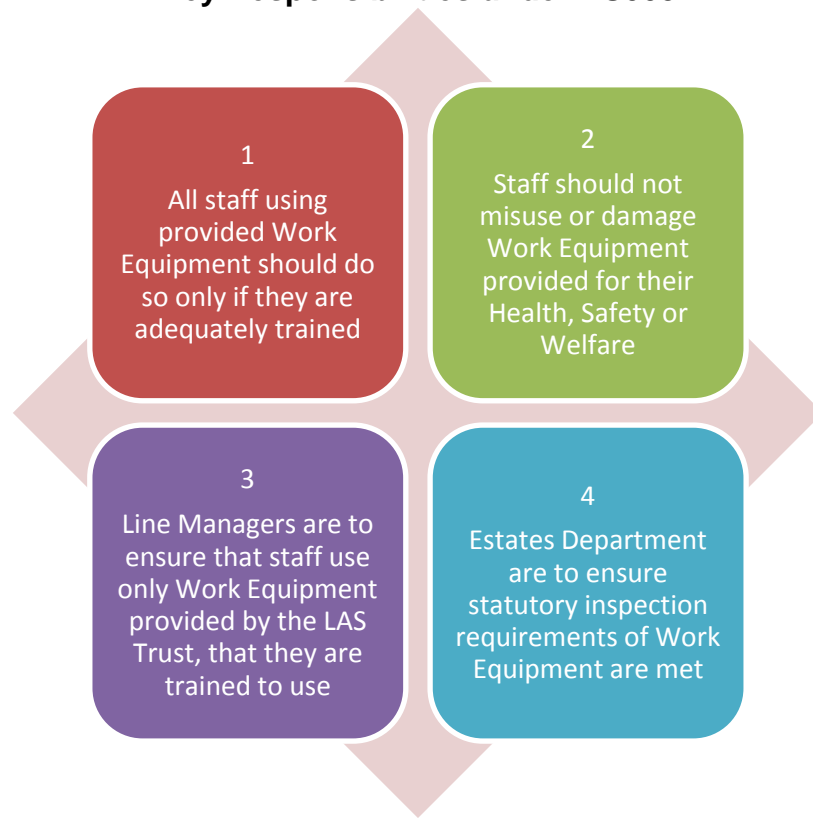 1
All staff using
provided Work
Equipment should do
so only if they are
adequately trained
2
Staff should not
misuse or damage
Work Equipment
provided for their
Health, Safety or
Welfare
3
Line Managers are to
ensure that staff use
only Work Equipment
provided by the LAS
Trust, that they are
trained to use
4
Estates Department
are to ensure
statutory inspection
requirements of Work
Equipment are met